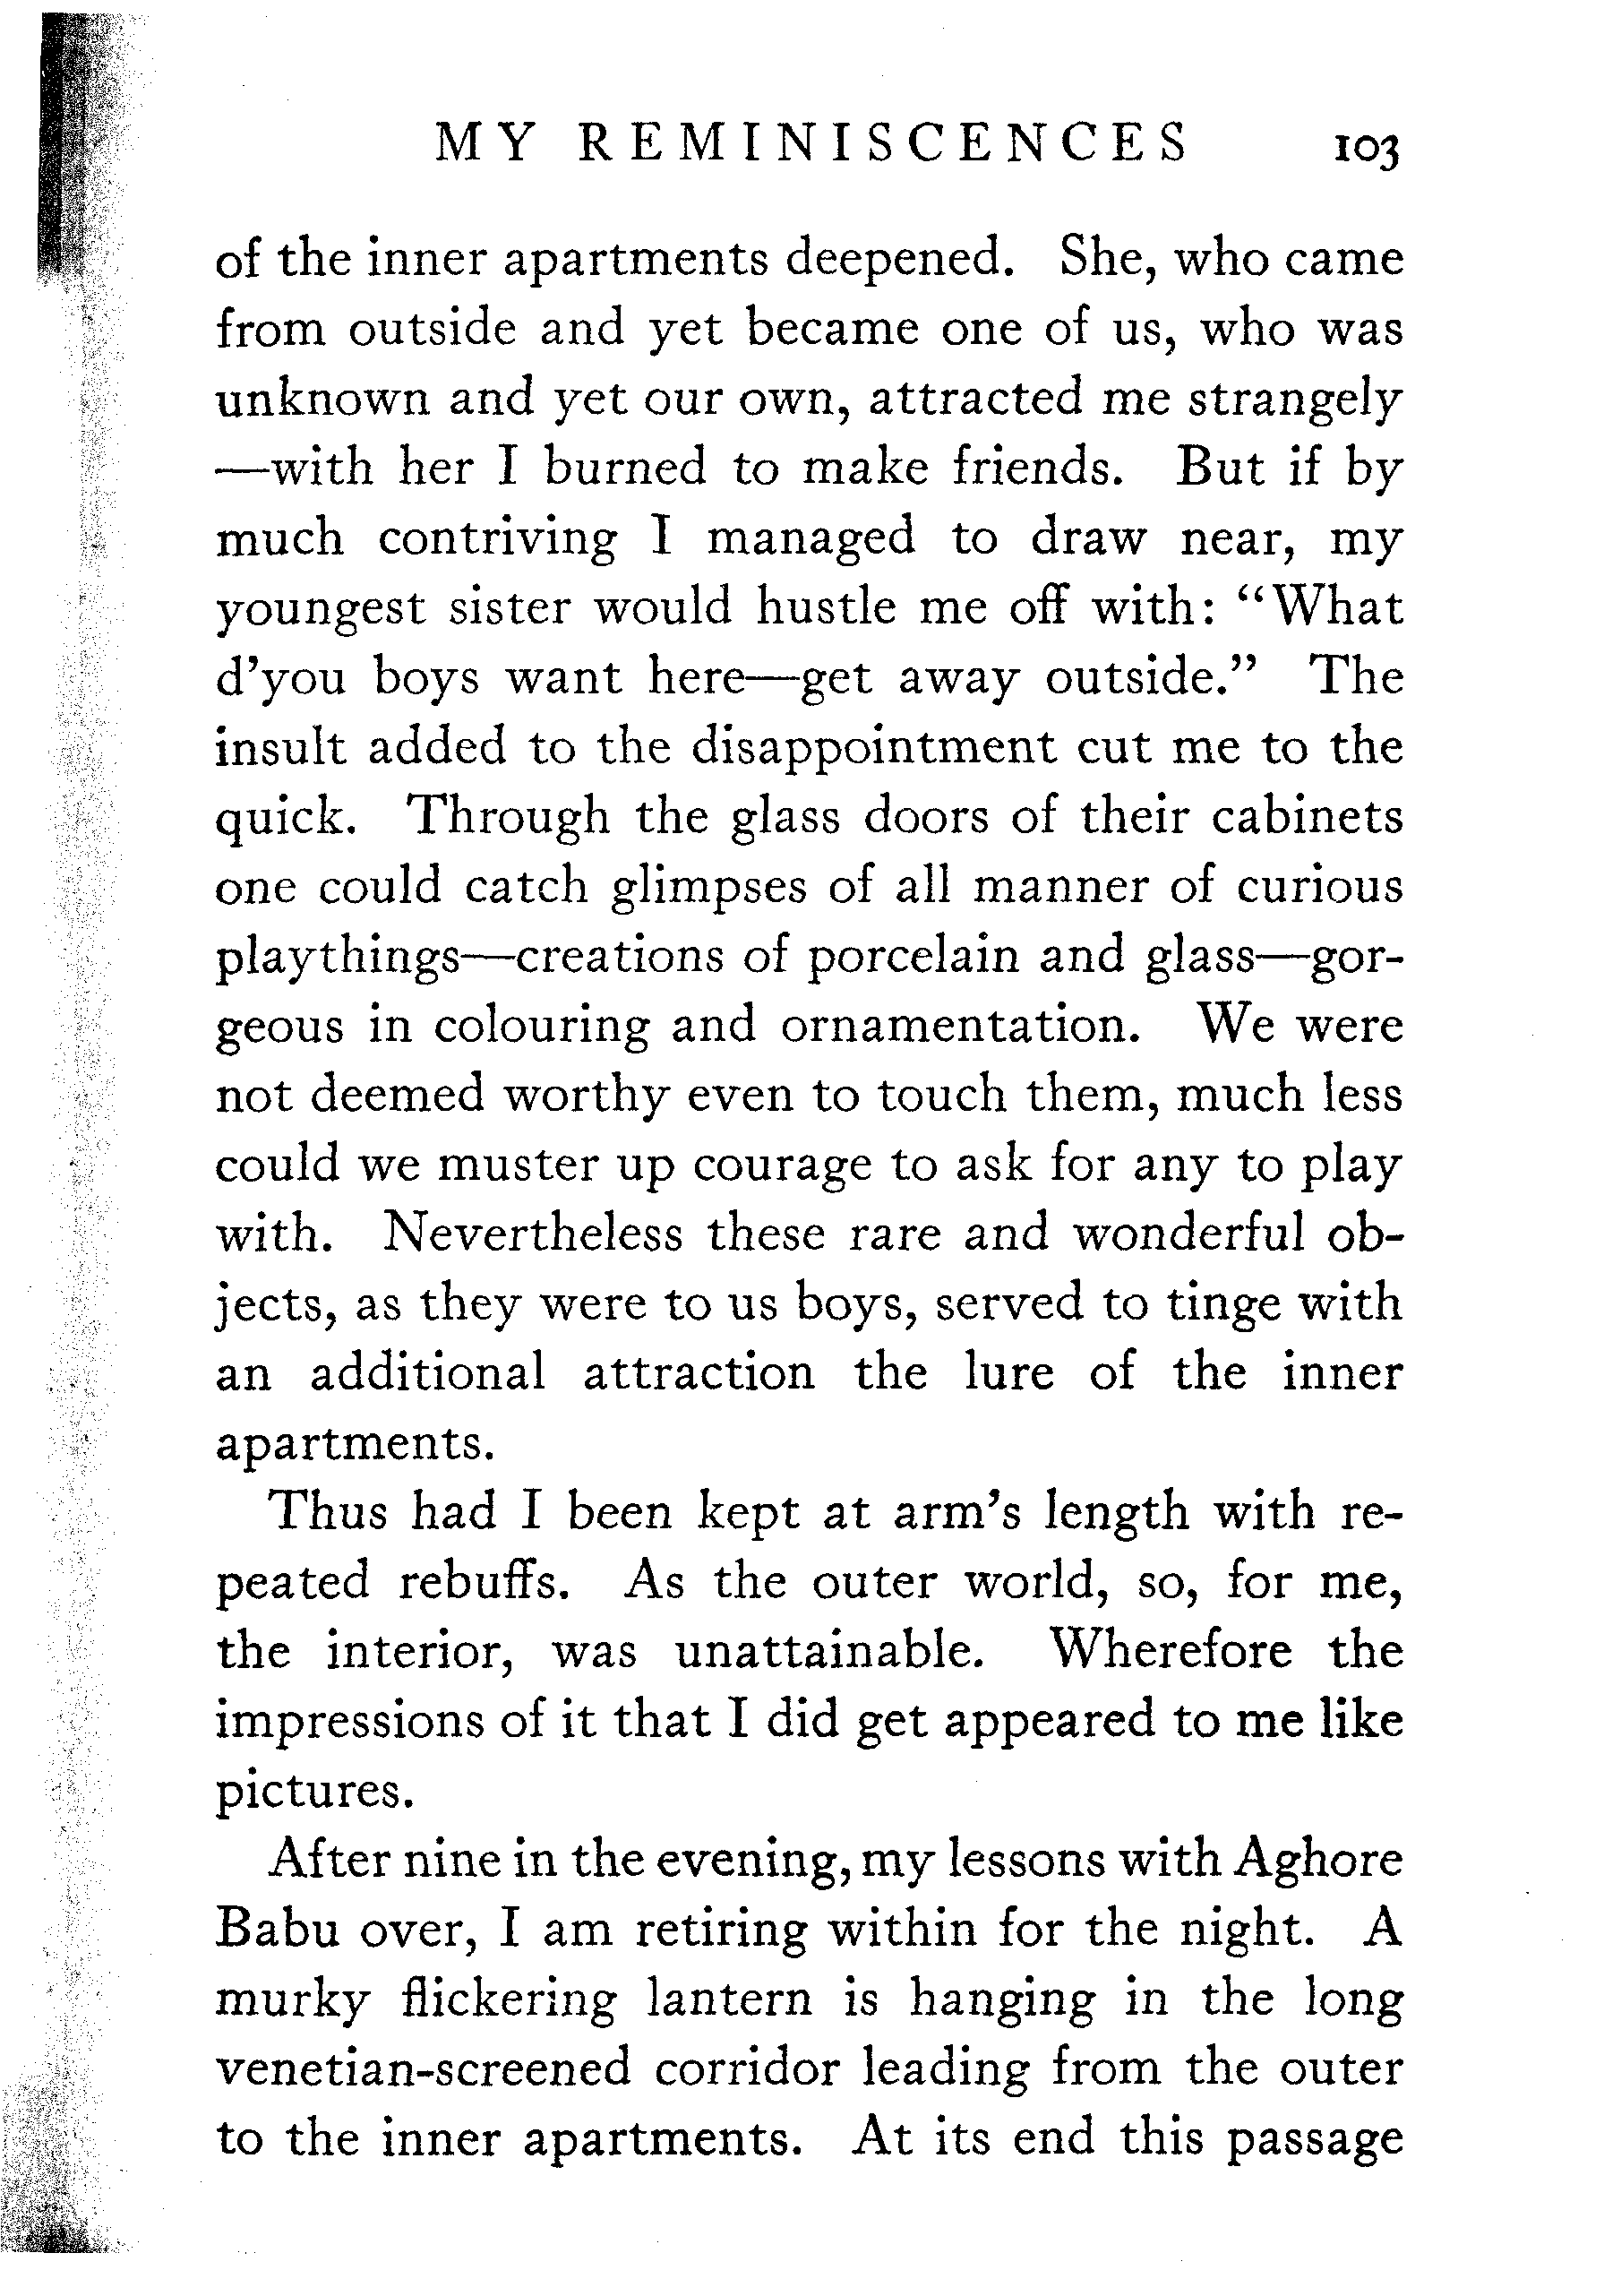 MY REMINISCENCES 103
of the inner apartments deepened. She, who came
from outside and yet became one of us, who was
unknown and yet our own, attracted me strangely
—with her I burned to make friends. But if by
much contriving I managed to draw near, my
youngest sister would hustle me off with: "What
d'you boys want here—get away outside." The
insult added to the disappointment cut me to the
quick. Through the glass doors of their cabinets
one could catch glimpses of all manner of curious
playthings—creations of porcelain and glass—gor-
geous in colouring and ornamentation. We were
not deemed worthy even to touch them, much less
could we muster up courage to ask for any to play
with. Nevertheless these rare and wonderful ob-
jects, as they were to us boys, served to tinge with
an additional attraction the lure of the inner
apartments.
Thus had I been kept at arm's length with re-
peated rebuffs. As the outer world, so, for me,
the interior, was unattainable. Wherefore the
impressions of it that I did get appeared to me like
pictures.
After nine in the evening, my lessons with Aghore
Babu over, I am retiring within for the night. A
murky flickering lantern is hanging in the long
venetian-screened corridor leading from the outer
to the inner apartments. At its end this passage